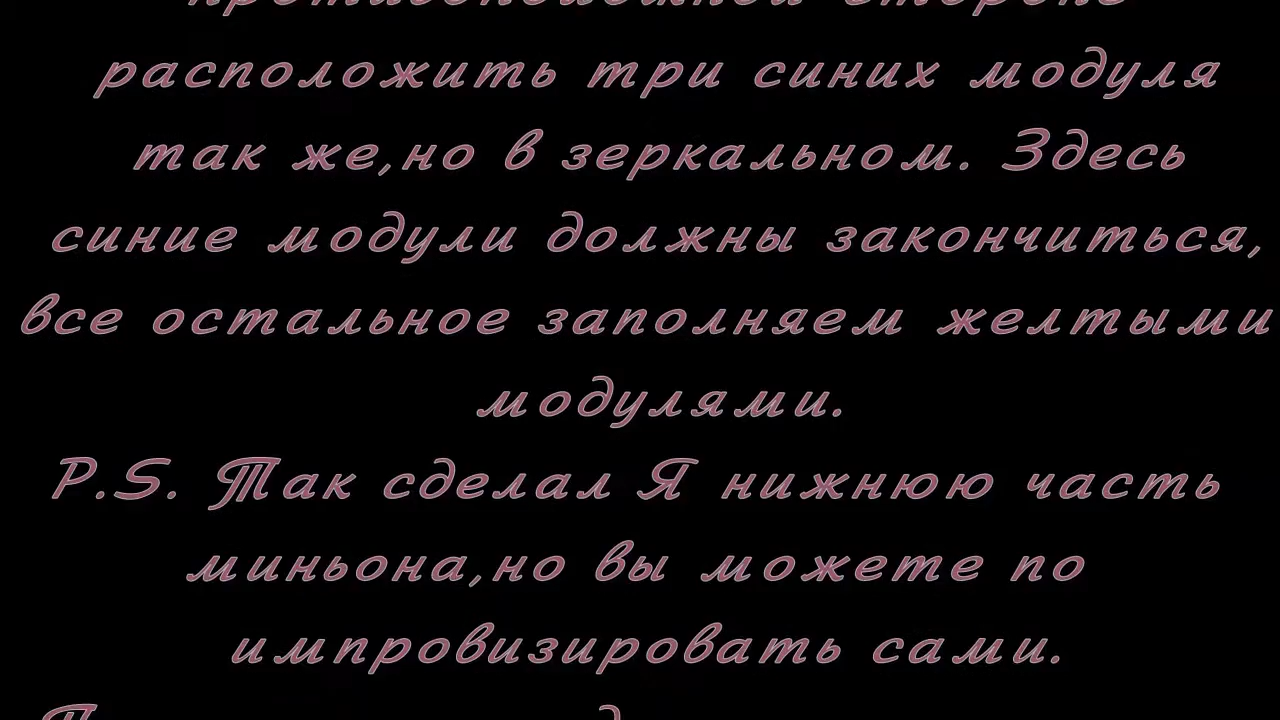 расположить три синих модуля
так же,но в зеркальном. Здесь
синие модули должны закончиться,
все остальное заполняем желтыми
модулями.
P.S. Так сделал Я нижнюю часть
миньона,но вы можете по
импровизировать сами.